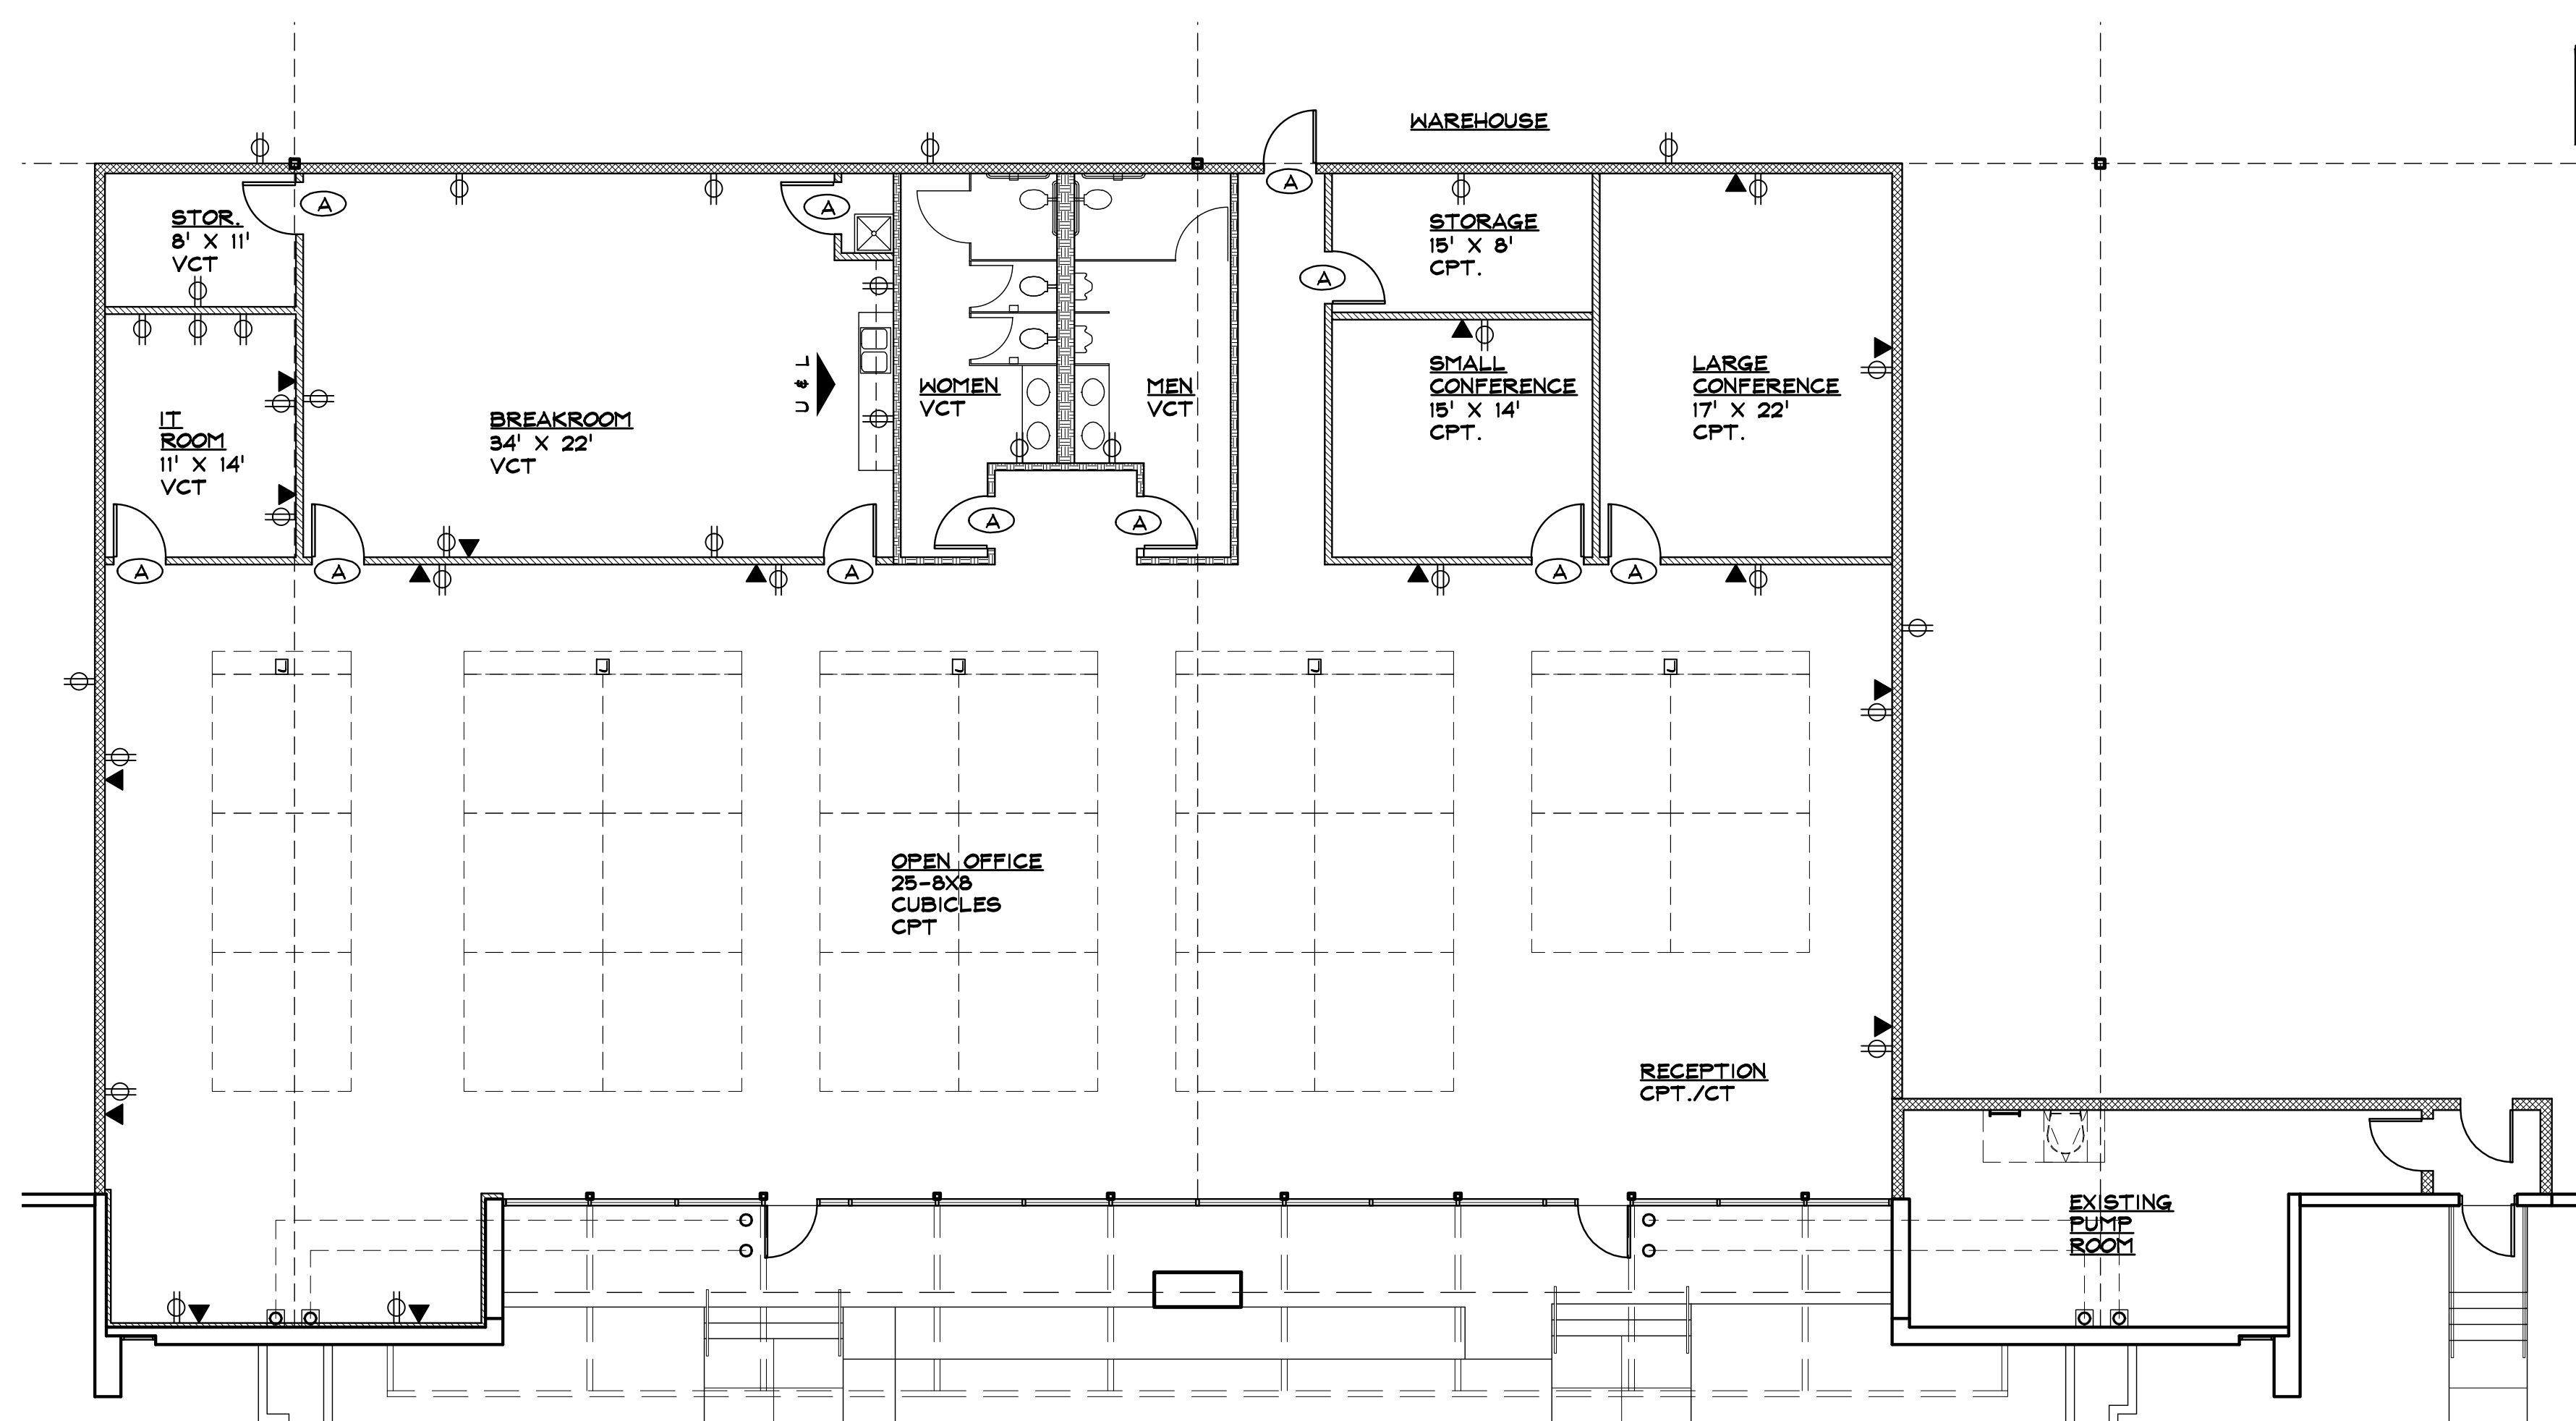 WAREHOUSE
A
STOR.
8' X 11'
VCT
A
A
STORAGE
15' X 8'
CPT.
A
A
IT
ROOM
11' X 14'
VCT
BREAKROOM
34' X 22'
VCT
U & L
WOMEN
VCT
MEN
VCT
SMALL
CONFERENCE
15' X 14'
CPT.
LARGE
CONFERENCE
17' X 22'
CPT.
A
A
A
A
A
A
A
J
J
J
J
J
OPEN OFFICE
25-8X8
CUBICLES
CPT
RECEPTION
CPT./CT
EXISTING
PUMP
ROOM